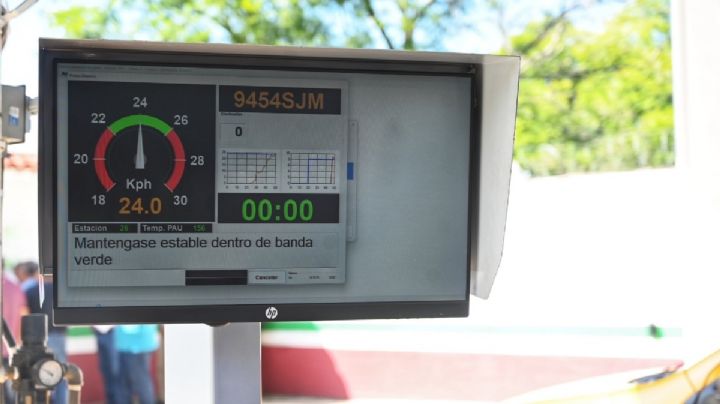 9454SJM
0
24
22
26
20
28
18
30
Kph
24.0
00:00
Estacion 26 Temp. PAU 156
Mantengase estable dentro de banda
verde
Cancelar
hp